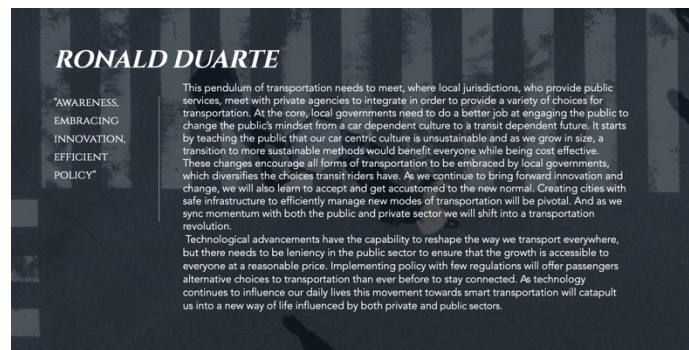 RONALD DUARTE
"AWARENESS,
EMBRACING
INNOVATION,
EFFICIENT
POLICY"
This pendulum of transportation needs to meet, where local jurisdictions, who provide public
services, meet with private agencies to integrate in order to provide a variety of choices for
transportation. At the core, local governments need to do a better job at engaging the public to
change the public's mindset from a car dependent culture to a transit dependent future. It starts
by teaching the public that our car centric culture is unsustainable and as we grow in size, a
transition to more sustainable methods would benefit everyone while being cost effective.
These changes encourage all forms of transportation to be embraced by local governments,
which diversifies the choices transit riders have. As we continue to bring forward innovation and
change, we will also learn to accept and get accustomed to the new normal. Creating cities with
safe infrastructure to efficiently manage new modes of transportation will be pivotal. And as we
sync momentum with both the public and private sector we will shift into a transportation
revolution.
Technological advancements have the capability to reshape the way we transport everywhere,
but there needs to be leniency in the public sector to ensure that the growth is accessible to
everyone at a reasonable price. Implementing policy with few regulations will offer passengers
alternative choices to transportation than ever before to stay connected. As technology
continues to influence our daily lives this movement towards smart transportation will catapult
us into a new way of life influenced by both private and public sectors.